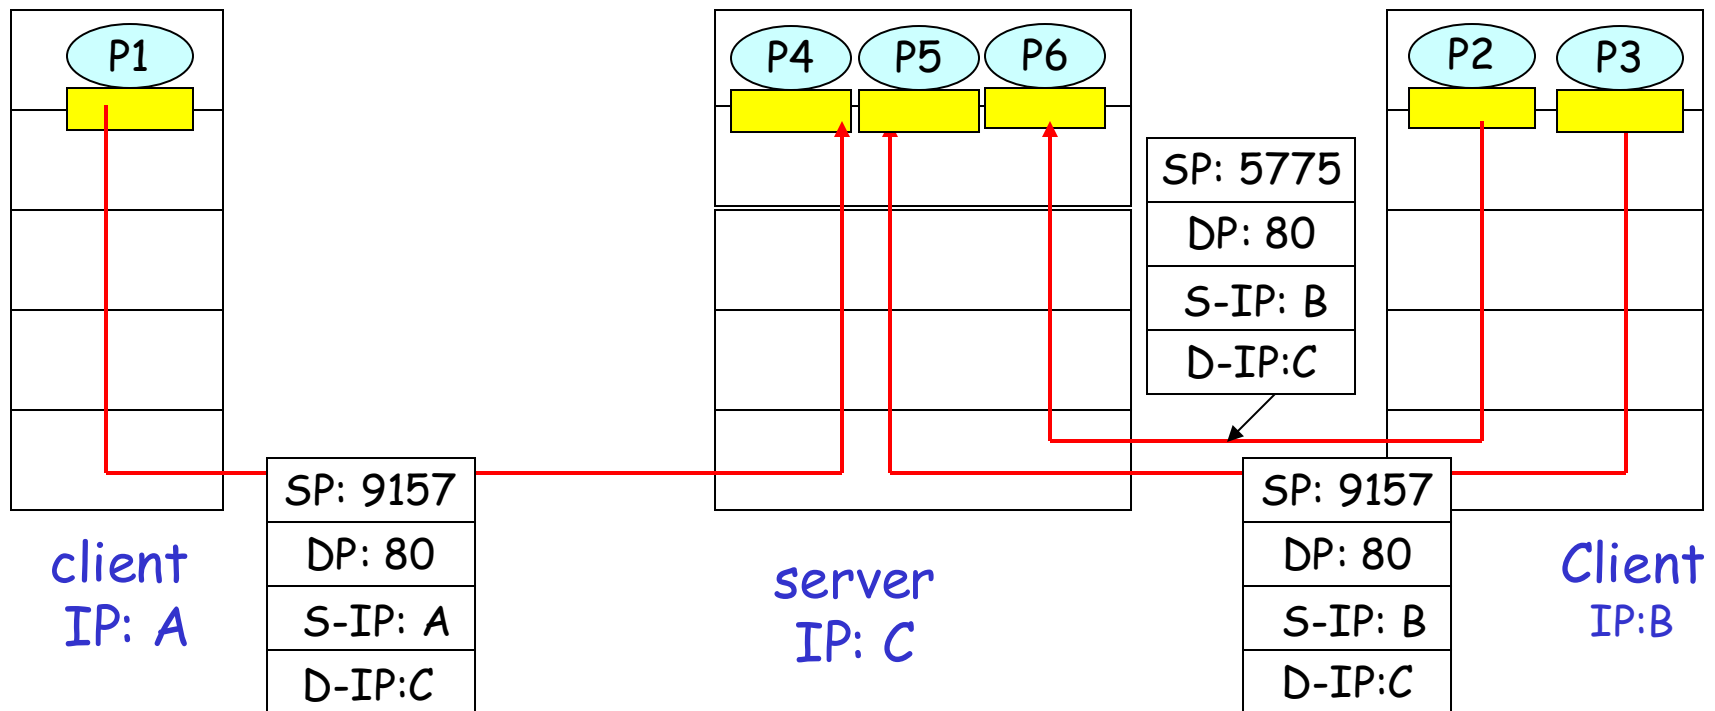 P1
P4
P5
P6
P2
P3
SP: 5775
DP: 80
S-IP: B
D-IP:C
SP: 9157
DP: 80
S-IP: A
D-IP:C
SP: 9157
DP: 80
S-IP: B
D-IP:C
client
IP: A
server
IP: C
Client
IP:B